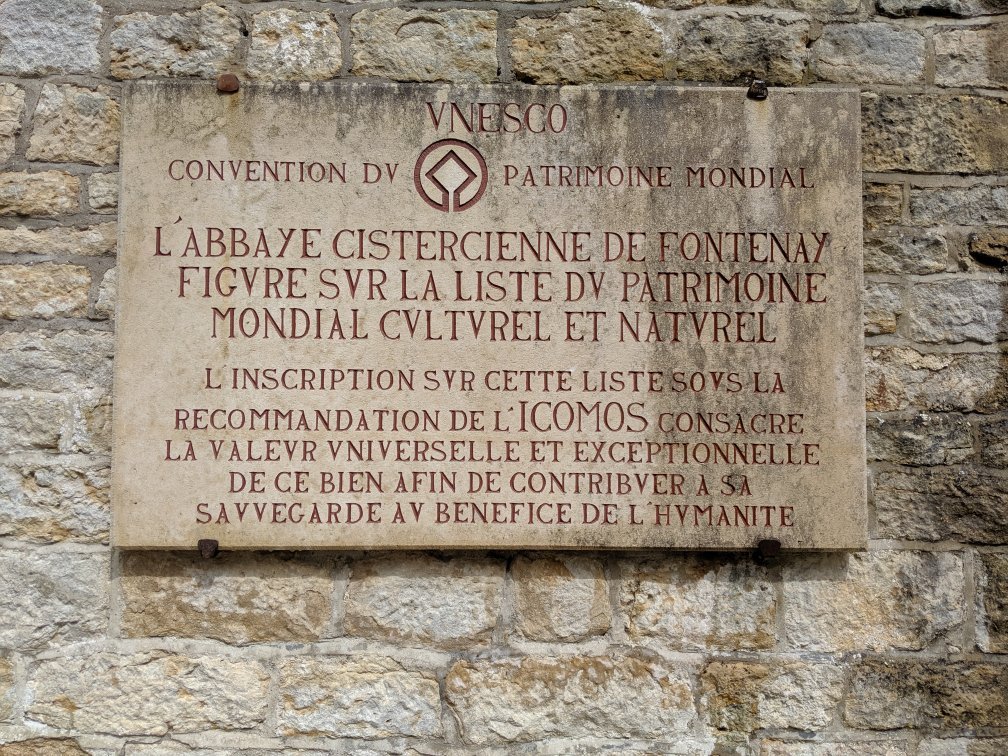 VNESCO
CONVENTION DV PATRIMOINE MONDIAL
L'ABBAYE CISTERCIENNE DE FONTENAY
FIGVRE SVR LA LISTE DV PATRIMOINE
MONDIAL CVLTVREL ET NATVREL
L'INSCRIPTION SVR CETTE LISTE SOVS LA
RECOMMANDATION DE L'ICOMOS CONSACRE
LA VALEVR VNIVERSELLE ET EXCEPTIONNELLE
DE CE BIEN AFIN DE CONTRIBVER A SA
SAVVEGARDE AV BENEFICE DE L'HVMANITE